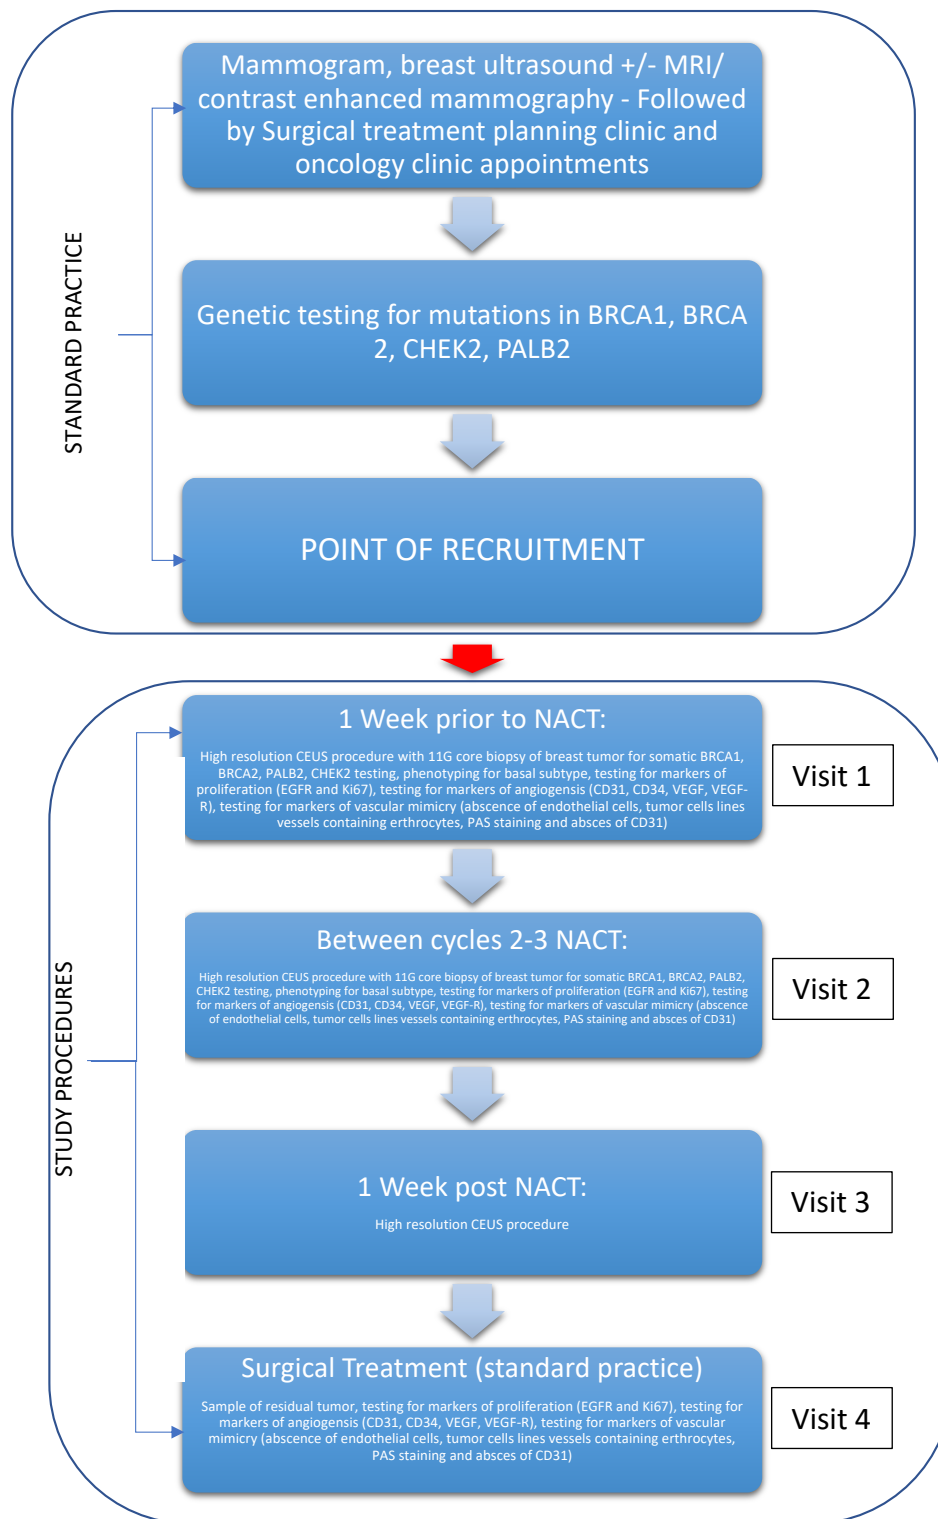 Mammogram, breast ultrasound +/- MRI/
contrast enhanced mammography - Followed
by Surgical treatment planning clinic and
oncology clinic appointments
STANDARD PRACTICE
Genetic testing for mutations in BRCA1, BRCA
2, CHEK2, PALB2
POINT OF RECRUITMENT
1 Week prior to NACT:
High resolution CEUS procedure with 11G core biopsy of breast tumor for somatic BRCA1,
BRCA2, PALB2, CHEK2 testing, phenotyping for basal subtype, testing for markers of
proliferation (EGFR and Ki67), testing for markers of angiogensis (CD31, CD34, VEGF, VEGF-
R), testing for markers of vascular mimicry (abscence of endothelial cells, tumor cells lines
vessels containing erthrocytes, PAS staining and absces of CD31)
Visit 1
STUDY PROCEDURES
Between cycles 2-3 NACT:
High resolution CEUS procedure with 11G core biopsy of breast tumor for somatic BRCA1, BRCA2, PALB2,
CHEK2 testing, phenotyping for basal subtype, testing for markers of proliferation (EGFR and Ki67), testing
for markers of angiogensis (CD31, CD34, VEGF, VEGF-R), testing for markers of vascular mimicry (abscence
of endothelial cells, tumor cells lines vessels containing erthrocytes, PAS staining and absces of CD31)
Visit 2
1 Week post NACT:
High resolution CEUS procedure
Visit 3
Surgical Treatment (standard practice)
Sample of residual tumor, testing for markers of proliferation (EGFR and Ki67), testing for
markers of angiogensis (CD31, CD34, VEGF, VEGF-R), testing for markers of vascular
mimicry (abscence of endothelial cells, tumor cells lines vessels containing erthrocytes,
PAS staining and absces of CD31)
Visit 4